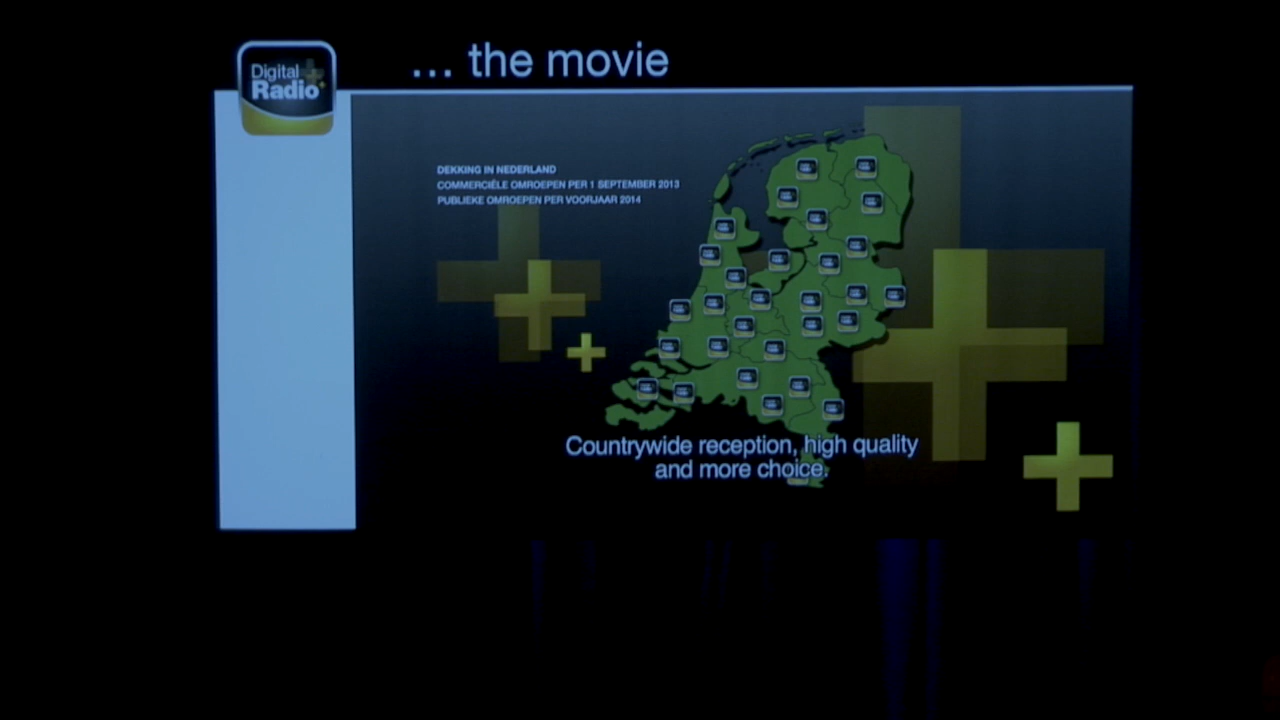 ... the movie
Digital
Radio+
DEKKING IN NEDERLAND
COMMERCIËLE OMROEPEN PER 1 SEPTEMBER 2013
PUBLIEKE OMROEPEN PER VOORJAAR 2014
Countrywide reception, high quality
and more choice.